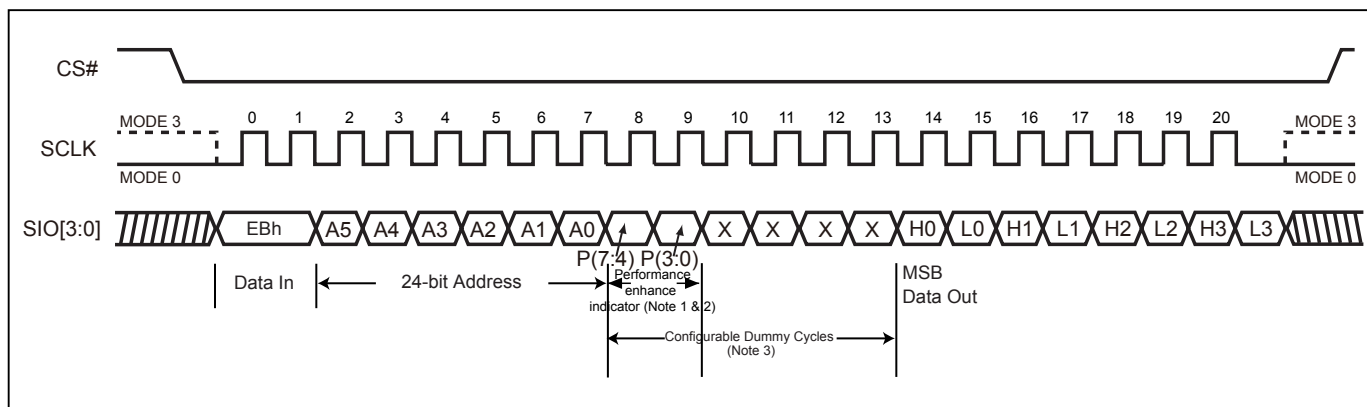 CS#
MODE 3
0 1 2 3 4 5 6 7 8 9 10 11 12 13 14 15 16 17 18 19 20
MODE 3
SCLK
MODE 0
MODE 0
SIO[3:0]
EBh A5 A4 A3 A2 A1 A0 X X X X H0 L0 H1 L1 H2 L2 H3 L3
P(7:4) P(3:0)
Data In
24-bit Address
Performance
enhance
indicator (Note 1 & 2)
MSB
Data Out
Configurable Dummy Cycles
(Note 3)